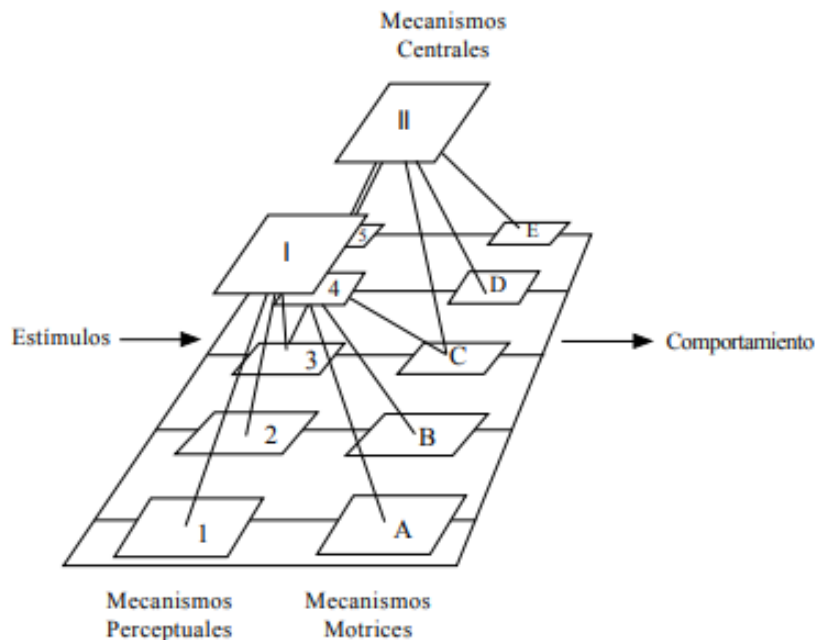 Mecanismos
Centrales
II
I
5
E
4
D
Estímulos
3
C
Comportamiento
2
B
1
A
Mecanismos
Perceptuales
Mecanismos
Motrices